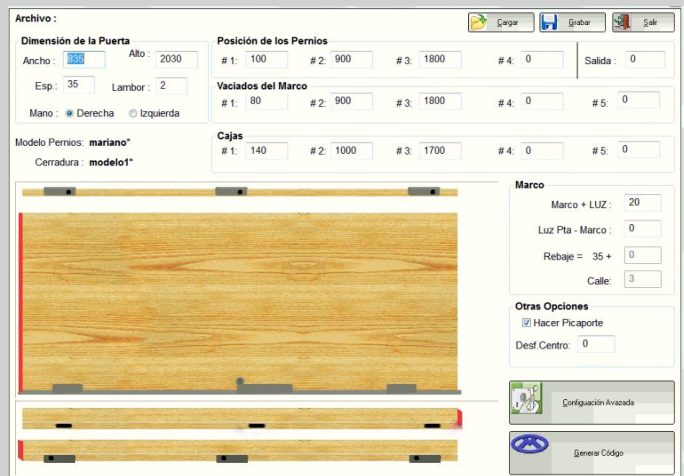 Archivo :
Cargar
Grabar
Salir
Dimensión de la Puerta
Ancho : 835 Alto : 2030
Esp.: 35 Lambor : 2
Mano : Derecha Izquierda
Posición de los Pernios
# 1: 100 # 2: 900 # 3: 1800 # 4: 0 Salida : 0
Vaciados del Marco
# 1: 80 # 2: 900 # 3: 1800 # 4: 0 # 5: 0
Modelo Pernios: mariano*
Cerradura : modelo1*
Cajas
# 1: 140 # 2: 1000 # 3: 1700 # 4: 0 # 5: 0
Marco
Marco + LUZ : 20
Luz Pta - Marco : 0
Rebaje = 35 + 0
Calle: 3
Otras Opciones
Hacer Picaporte
Desf.Centro: 0
Configuación Avazada
Generar Código